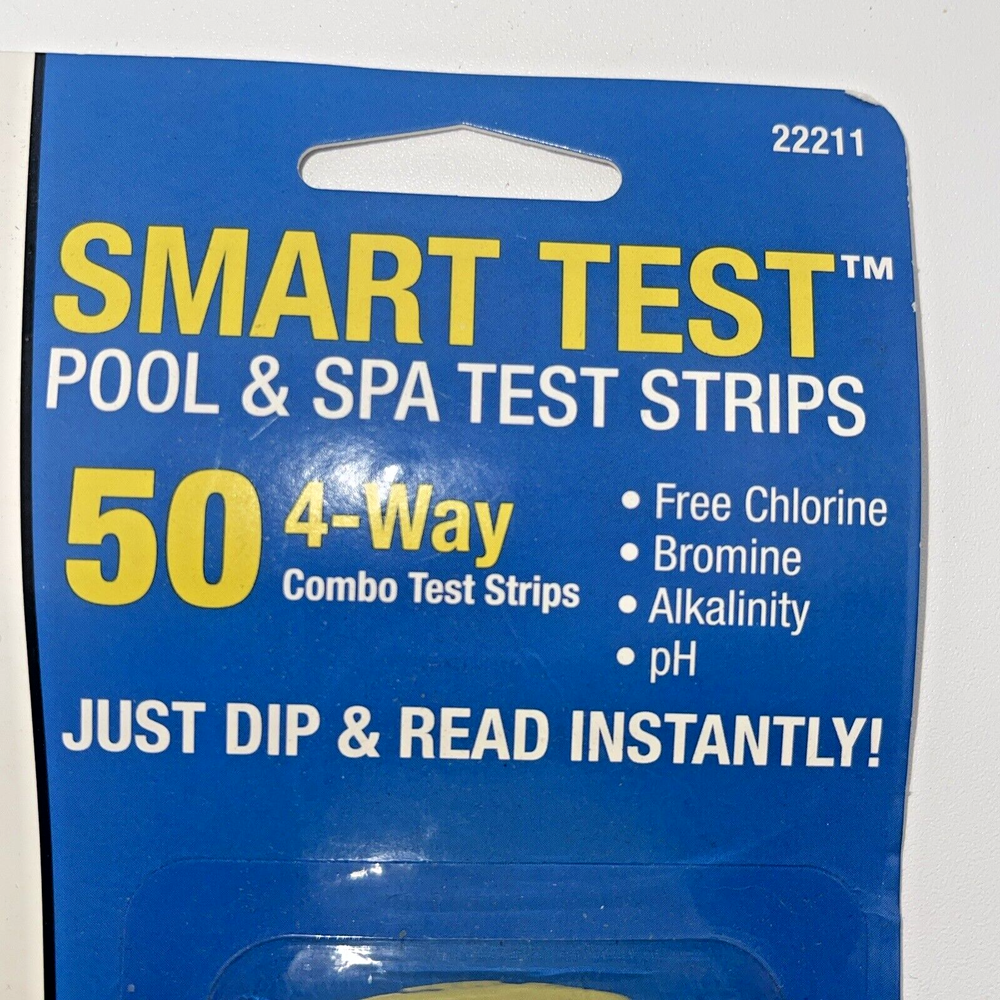 22211
SMART TEST™
POOL & SPA TEST STRIPS
50 4-Way
Combo Test Strips
• Free Chlorine
• Bromine
• Alkalinity
• pH
JUST DIP & READ INSTANTLY!